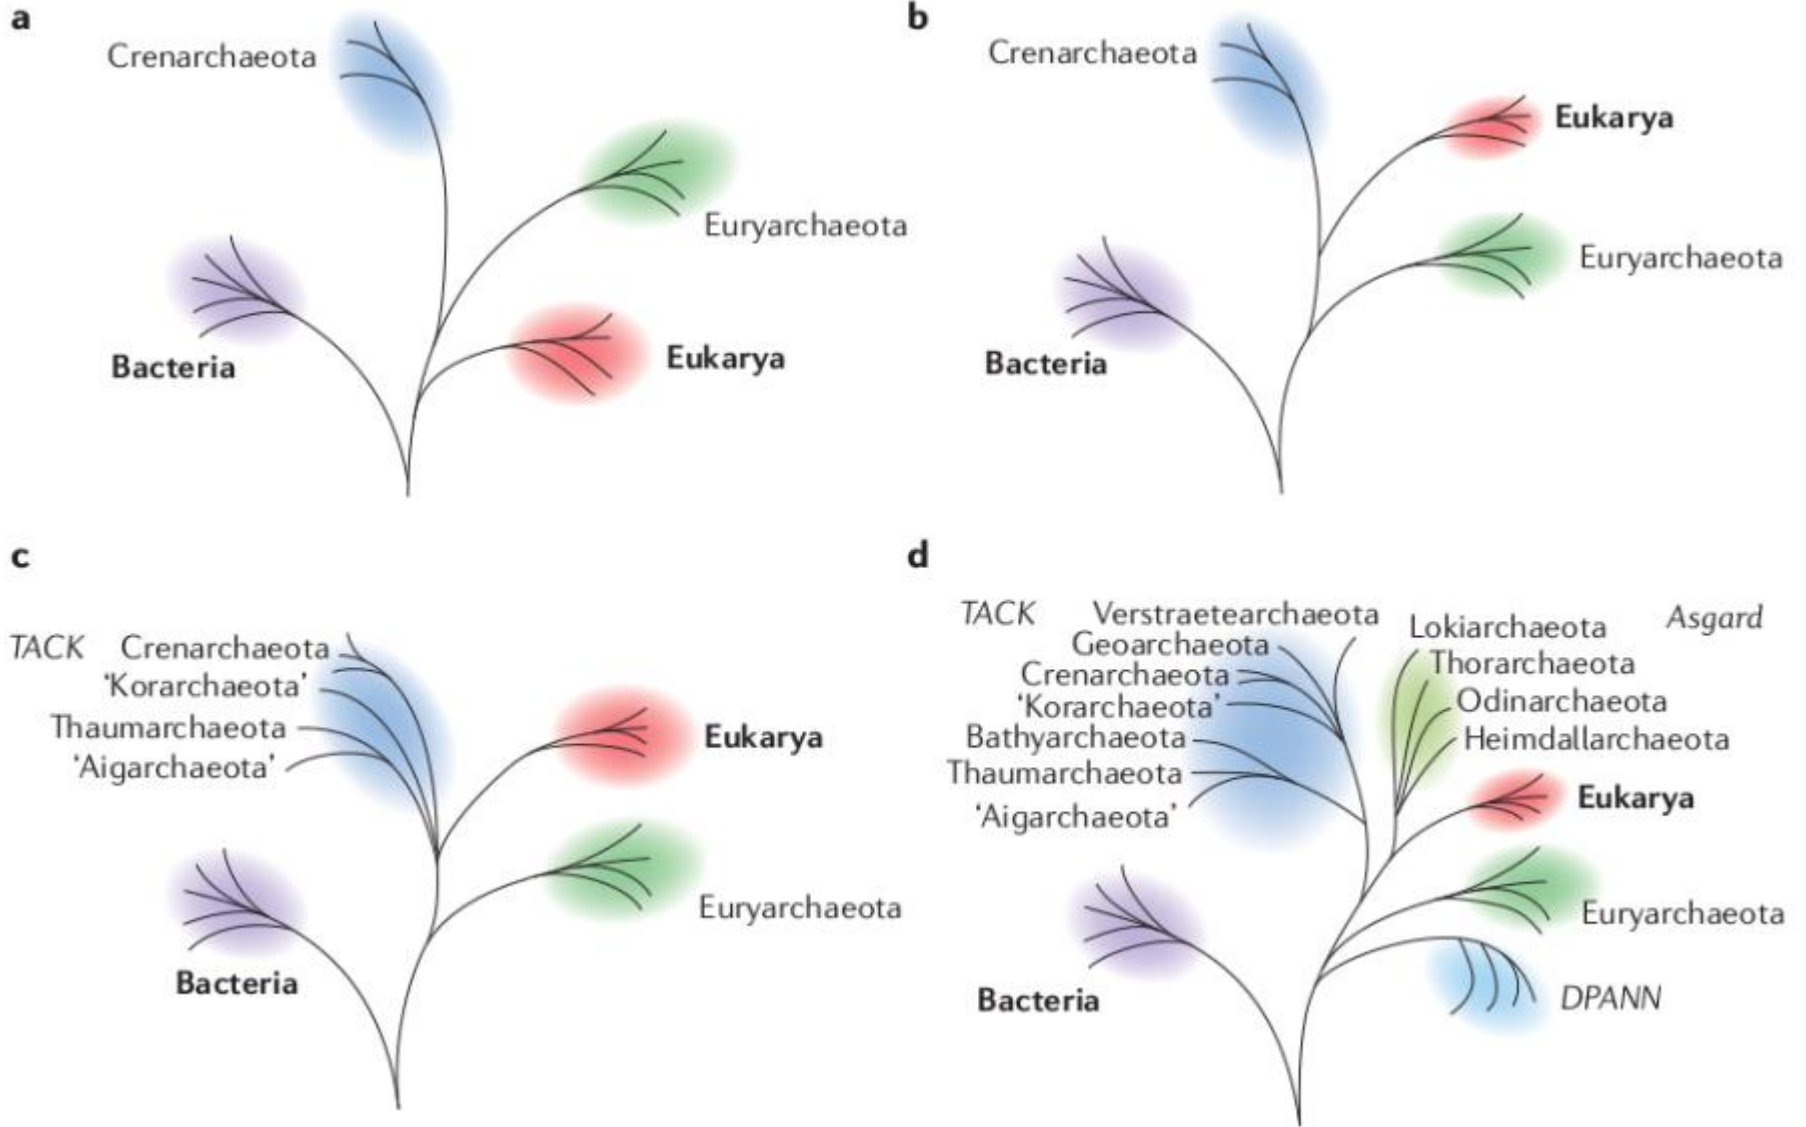 a
Crenarchaeota
Euryarchaeota
Bacteria
Eukarya
b
Crenarchaeota
Eukarya
Euryarchaeota
Bacteria
c
TACK Crenarchaeota
‘Korarchaeota’
Thaumarchaeota
‘Aigarchaeota’
Eukarya
Euryarchaeota
Bacteria
d
TACK Verstraetearchaeota
Geoarchaeota
Crenarchaeota
‘Korarchaeota’
Bathyarchaeota
Thaumarchaeota
‘Aigarchaeota’
Lokiarchaeota Asgard
Thorarchaeota
Odinarchaeota
Heimdallarchaeota
Eukarya
Euryarchaeota
DPANN
Bacteria